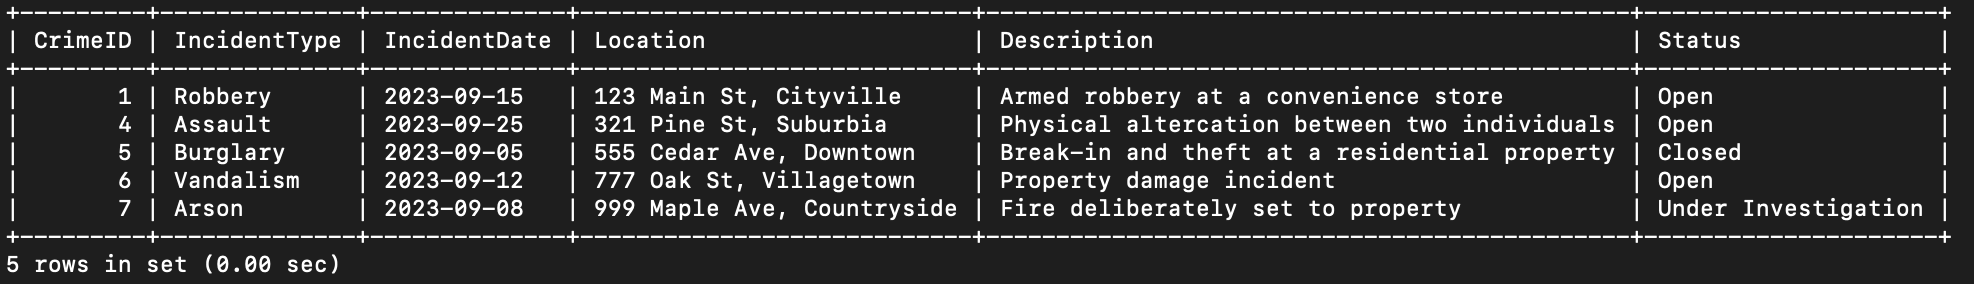 +---------+--------------+--------------+----------------------------+----------------------------------------------+---------------------+
| CrimeID | IncidentType | IncidentDate | Location                   | Description                                  | Status              |
+---------+--------------+--------------+----------------------------+----------------------------------------------+---------------------+
|       1 | Robbery      | 2023-09-15   | 123 Main St, Cityville     | Armed robbery at a convenience store         | Open                |
|       4 | Assault      | 2023-09-25   | 321 Pine St, Suburbia      | Physical altercation between two individuals | Open                |
|       5 | Burglary     | 2023-09-05   | 555 Cedar Ave, Downtown    | Break-in and theft at a residential property | Closed              |
|       6 | Vandalism    | 2023-09-12   | 777 Oak St, Villagetown    | Property damage incident                     | Open                |
|       7 | Arson        | 2023-09-08   | 999 Maple Ave, Countryside | Fire deliberately set to property            | Under Investigation |
+---------+--------------+--------------+----------------------------+----------------------------------------------+---------------------+
5 rows in set (0.00 sec)